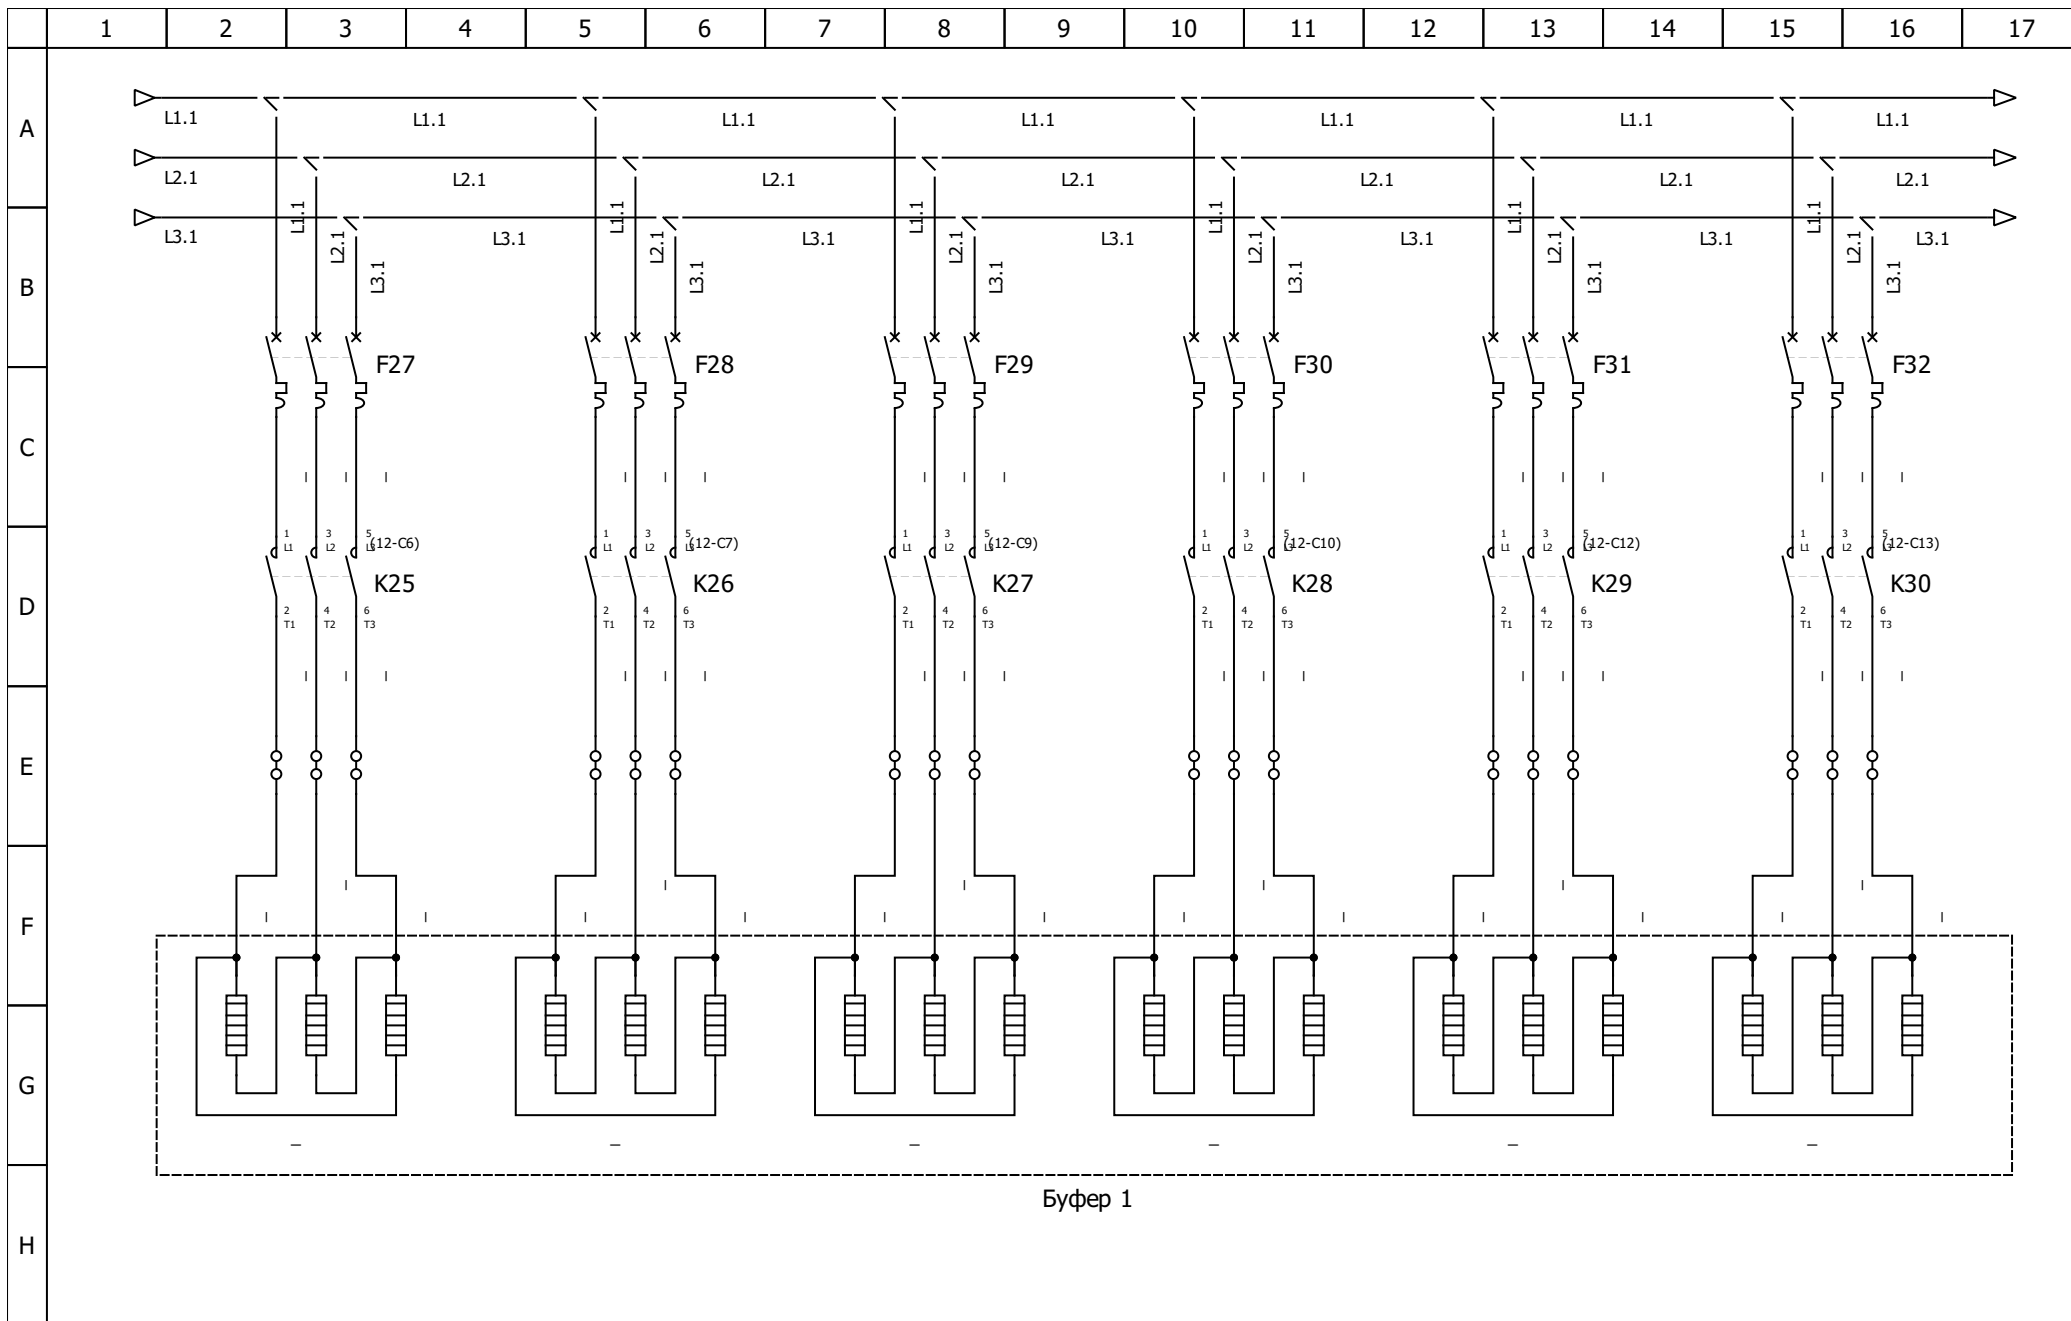 1 2 3 4 5 6 7 8 9 10 11 12 13 14 15 16 17
A
L1.1 L1.1 L1.1 L1.1 L1.1 L1.1 L1.1
L2.1 L2.1 L2.1 L2.1 L2.1 L2.1 L2.1
L1.1 L1.1 L1.1 L1.1 L1.1 L1.1
L3.1 L3.1 L3.1 L3.1 L3.1 L3.1 L3.1
L2.1 L2.1 L2.1 L2.1 L2.1 L2.1
B
L3.1 L3.1 L3.1 L3.1 L3.1 L3.1
F27 F28 F29 F30 F31 F32
C
1 3 5 1 3 5 1 3 5 1 3 5 1 3 5 1 3 5
L1 L2 L3 (12-C6) L1 L2 L3 (12-C7) L1 L2 L3 (12-C9) L1 L2 L3 (12-C10) L1 L2 L3 (12-C12) L1 L2 L3 (12-C13)
K25 K26 K27 K28 K29 K30
D
2 4 6 2 4 6 2 4 6 2 4 6 2 4 6 2 4 6
T1 T2 T3 T1 T2 T3 T1 T2 T3 T1 T2 T3 T1 T2 T3 T1 T2 T3
E
F
G
Буфер 1
H